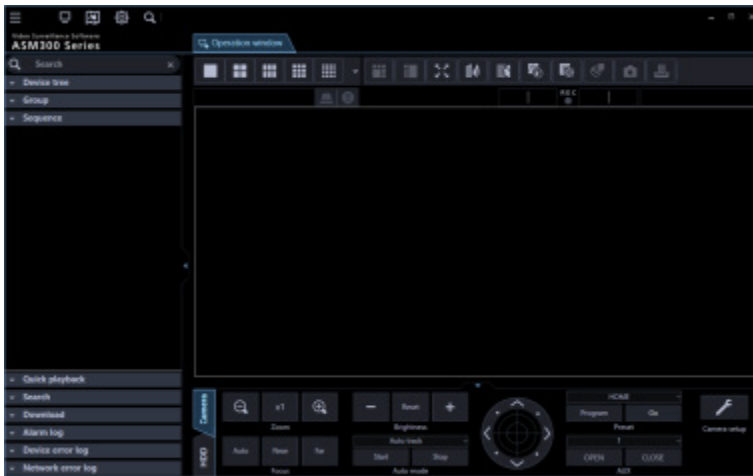 Video Surveillance Software
ASM300 Series
Operation window
Search
Device tree
Group
Sequence
REC
Quick playback
Search
Download
Alarm log
Device error log
Network error log
Camera
HDD
x1
Zoom
Auto
Near
Far
Focus
Reset
Brightness
Auto track
Start
Stop
Auto mode
HOME
Program
Go
Preset
1
OPEN
CLOSE
AUX
Camera setup